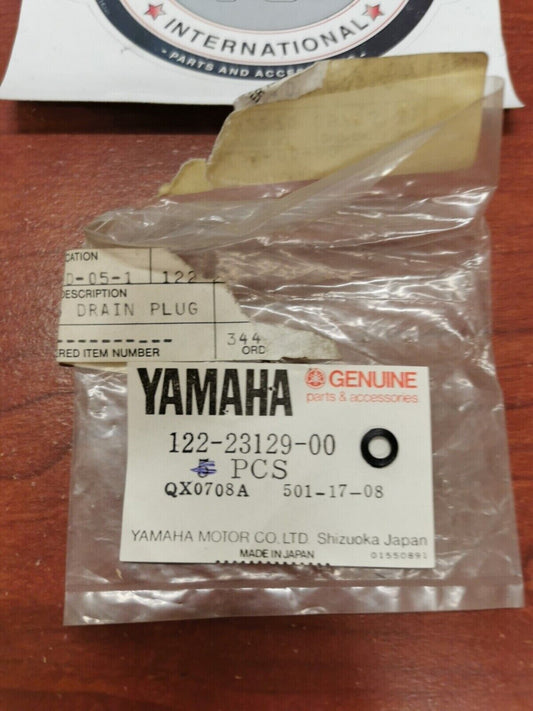 INTERNATIONAL
PARTS AND
CATION
D-05-1 122
DESCRIPTION
DRAIN PLUG
344
RED ITEM NUMBER
ORD
YAMAHA
GENUINE
parts & accessories
122-23129-00
5 PCS
QX0708A 501-17-08
YAMAHA MOTOR CO., LTD. Shizuoka Japan
MADE IN JAPAN
01550891